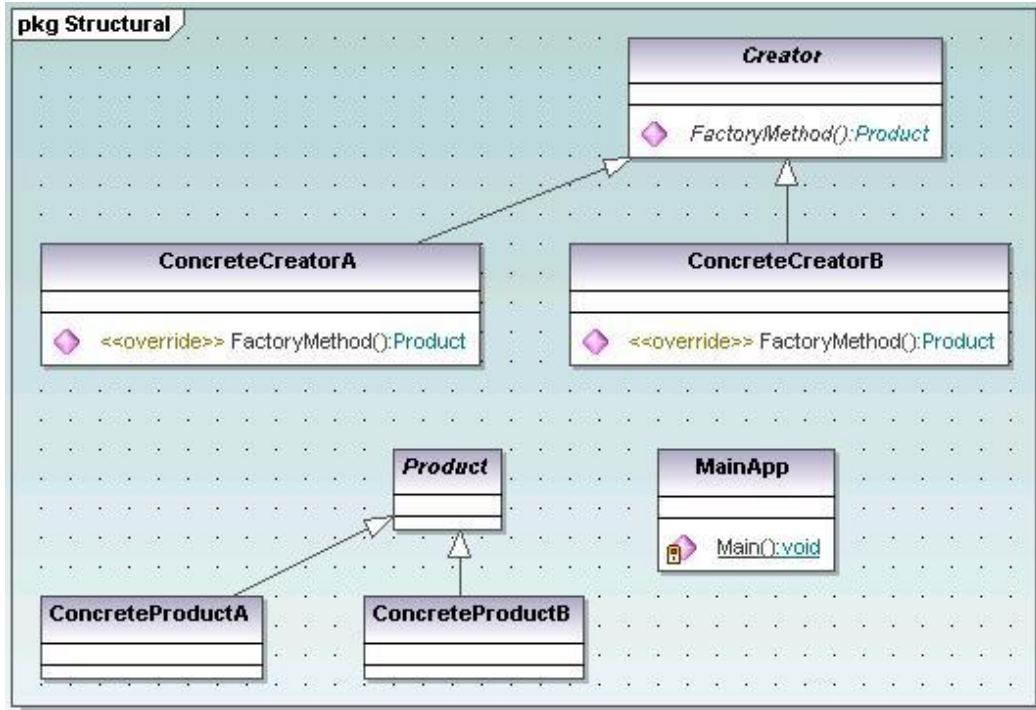 pkg Structural
Creator
FactoryMethod():Product
ConcreteCreatorA
<<override>> FactoryMethod():Product
ConcreteCreatorB
<<override>> FactoryMethod():Product
Product
MainApp
Main():void
ConcreteProductA
ConcreteProductB